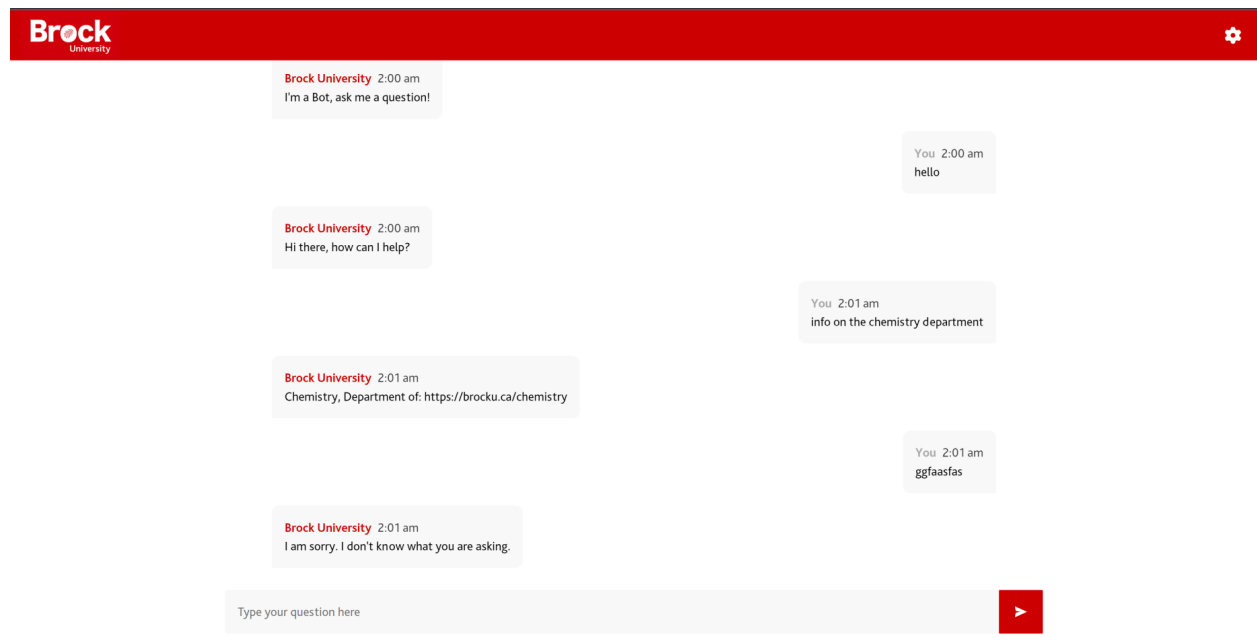 Brock
University
Brock University 2:00 am
I'm a Bot, ask me a question!
You 2:00 am
hello
Brock University 2:00 am
Hi there, how can I help?
You 2:01 am
info on the chemistry department
Brock University 2:01 am
Chemistry, Department of: https://brocku.ca/chemistry
You 2:01 am
ggfaasfas
Brock University 2:01 am
I am sorry. I don't know what you are asking.
Type your question here